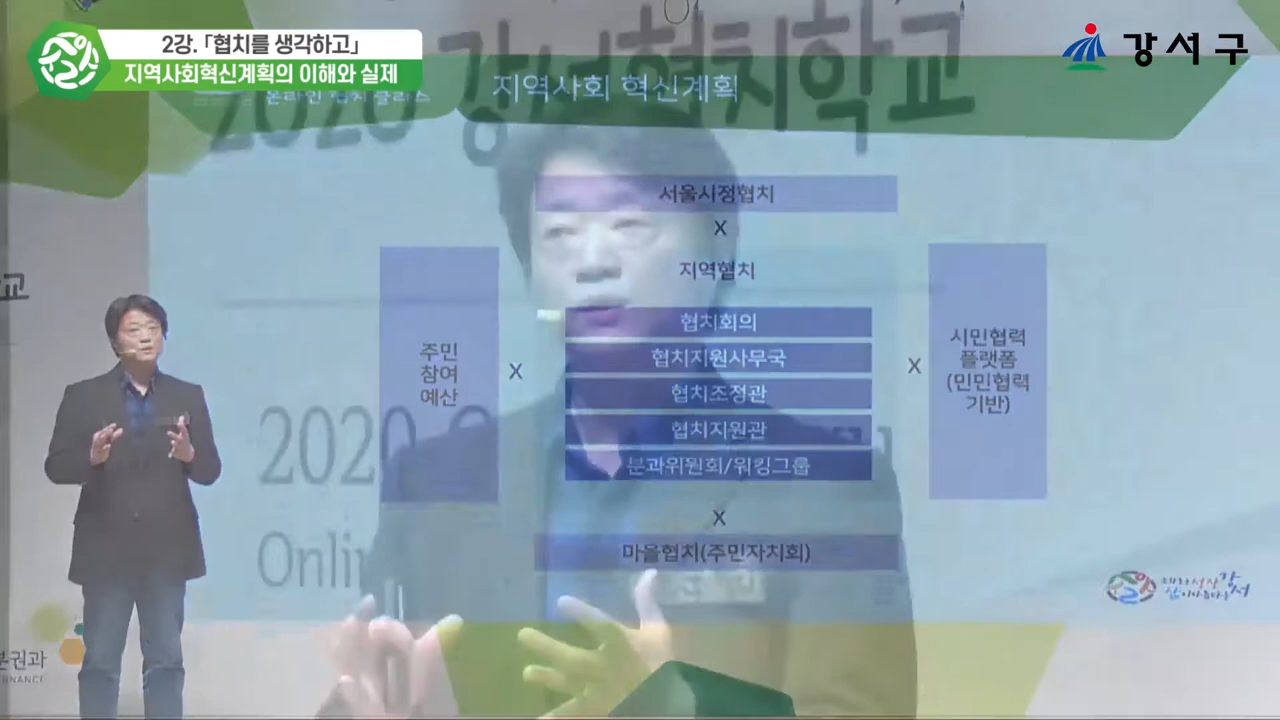 2강. 「협치를 생각하고」
지역사회혁신계획의 이해와 실제
강서구
2020 강서협치학교
온라인 협치 클래스
지역사회 혁신계획
서울시정협치
X
지역협치
협치회의
협치지원사무국
협치조정관
협치지원관
분과위원회/워킹그룹
X
마을협치(주민자치회)
주민
참여
예산
X
X
시민협력
플랫폼
(민민협력
기반)
교
2020
Onlin
분권과